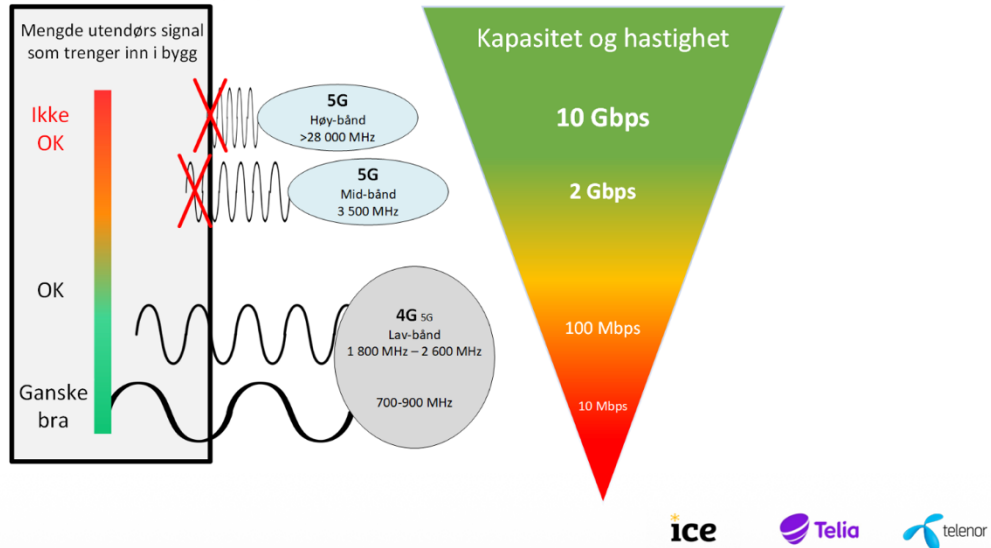 Mengde utendørs signal
som trenger inn i bygg
Ikke
OK
OK
Ganske
bra
5G
Høy-bånd
>28 000 MHz
5G
Mid-bånd
3 500 MHz
4G 5G
Lav-bånd
1 800 MHz – 2 600 MHz
700-900 MHz
Kapasitet og hastighet
10 Gbps
2 Gbps
100 Mbps
10 Mbps
ice
Telia
telenor